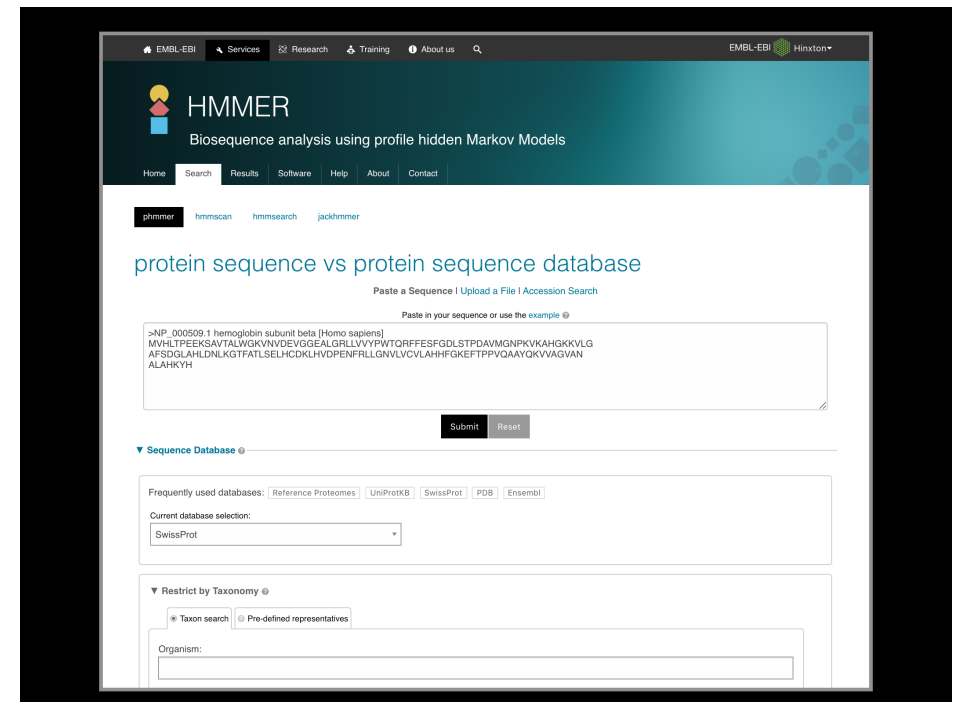 EMBL-EBI Services Research Training About us EMBL-EBI Hinxton
HMMER
Biosequence analysis using profile hidden Markov Models
Home Search Results Software Help About Contact
phmmer hmmscan hmmsearch jackhmmer
protein sequence vs protein sequence database
Paste a Sequence | Upload a File | Accession Search
Paste in your sequence or use the example
>NP_000509.1 hemoglobin subunit beta [Homo sapiens]
MVHLTPEEKSAVTALWGKVNVDEVGGEALGRLLVVYPWTQRFFESFGDLSTPDAVMGNPKVKAHGKKVLG
AFSDGLAHLDNLKGTFATLSELHCDKLHVDPENFRLLGNVLVCVLAHHFGKEFTPPVQAAYQKVVAGVAN
ALAHKYH
Submit Reset
▼ Sequence Database
Frequently used databases: Reference Proteomes UniProtKB SwissProt PDB Ensembl
Current database selection:
SwissProt
▼ Restrict by Taxonomy
Taxon search Pre-defined representatives
Organism: